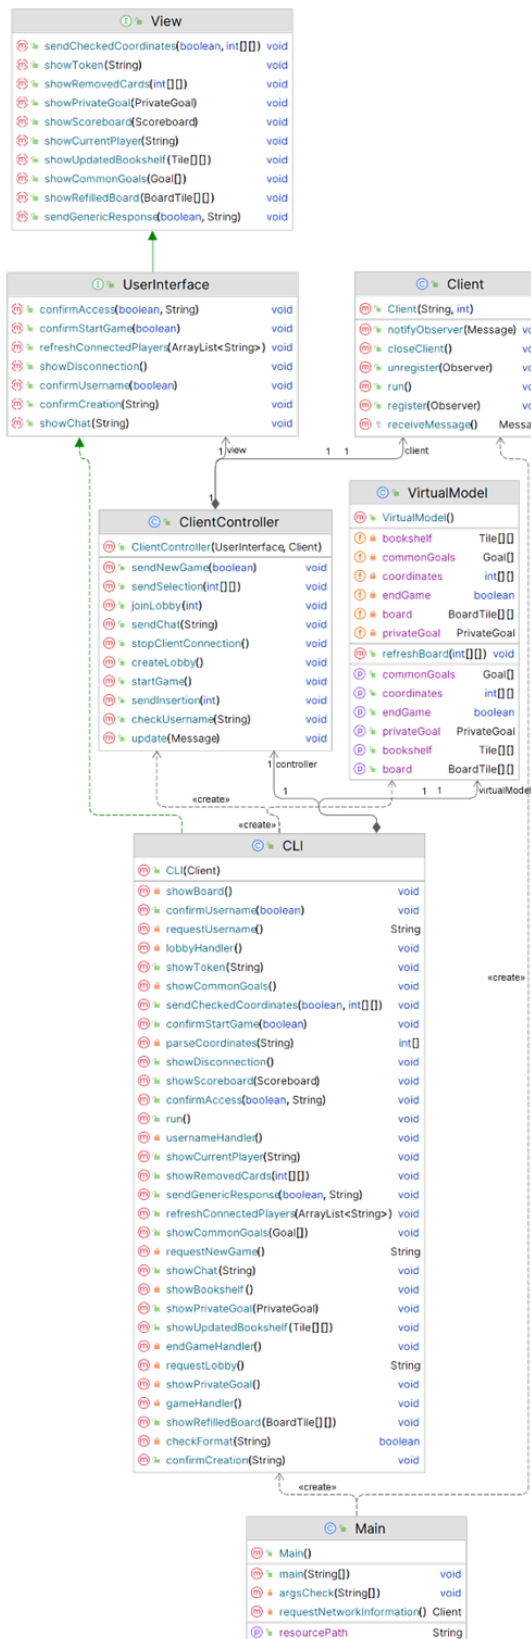 View
sendCheckedCoordinates(boolean, int[][]) void
showToken(String) void
showRemovedCards(int[][]) void
showPrivateGoal(PrivateGoal) void
showScoreboard(Scoreboard) void
showCurrentPlayer(String) void
showUpdatedBookshelf(Tile[][]) void
showCommonGoals(Goal[]) void
showRefilledBoard(BoardTile[][]) void
sendGenericResponse(boolean, String) void
UserInterface
confirmAccess(boolean, String) void
confirmStartGame(boolean) void
refreshConnectedPlayers(ArrayList<String>) void
showDisconnection() void
confirmUsername(boolean) void
confirmCreation(String) void
showChat(String) void
Client
Client(String, int)
notifyObserver(Message) vo
closeClient() vo
unregister(Observer) vo
run() vo
register(Observer) vo
receiveMessage() Messa
1 view 1 1 client
1
ClientController
ClientController(UserInterface, Client)
sendNewGame(boolean) void
sendSelection(int[][]) void
joinLobby(int) void
sendChat(String) void
stopClientConnection() void
createLobby() void
startGame() void
sendInsertion(int) void
checkUsername(String) void
update(Message) void
VirtualModel
VirtualModel()
bookshelf Tile[][]
commonGoals Goal[]
coordinates int[][]
endGame boolean
board BoardTile[][]
privateGoal PrivateGoal
refreshBoard(int[][]) void
commonGoals Goal[]
coordinates int[][]
endGame boolean
privateGoal PrivateGoal
bookshelf Tile[][]
board BoardTile[][]
1 controller
«create» 1 1 1 virtualModel
«create»
CLI
CLI(Client)
showBoard() void
confirmUsername(boolean) void
requestUsername() String
lobbyHandler() void
showToken(String) void
showCommonGoals() void
sendCheckedCoordinates(boolean, int[][]) void
confirmStartGame(boolean) void
parseCoordinates(String) int[]
showDisconnection() void
showScoreboard(Scoreboard) void
confirmAccess(boolean, String) void
run() void
usernameHandler() void
showCurrentPlayer(String) void
showRemovedCards(int[][]) void
sendGenericResponse(boolean, String) void
refreshConnectedPlayers(ArrayList<String>) void
showCommonGoals(Goal[]) void
requestNewGame() String
showChat(String) void
showBookshelf() void
showPrivateGoal(PrivateGoal) void
showUpdatedBookshelf(Tile[][]) void
endGameHandler() void
requestLobby() String
showPrivateGoal() void
gameHandler() void
showRefilledBoard(BoardTile[][]) void
checkFormat(String) boolean
confirmCreation(String) void
«create»
«create»
Main
Main()
main(String[]) void
argsCheck(String[]) void
requestNetworkInformation() Client
resourcePath String